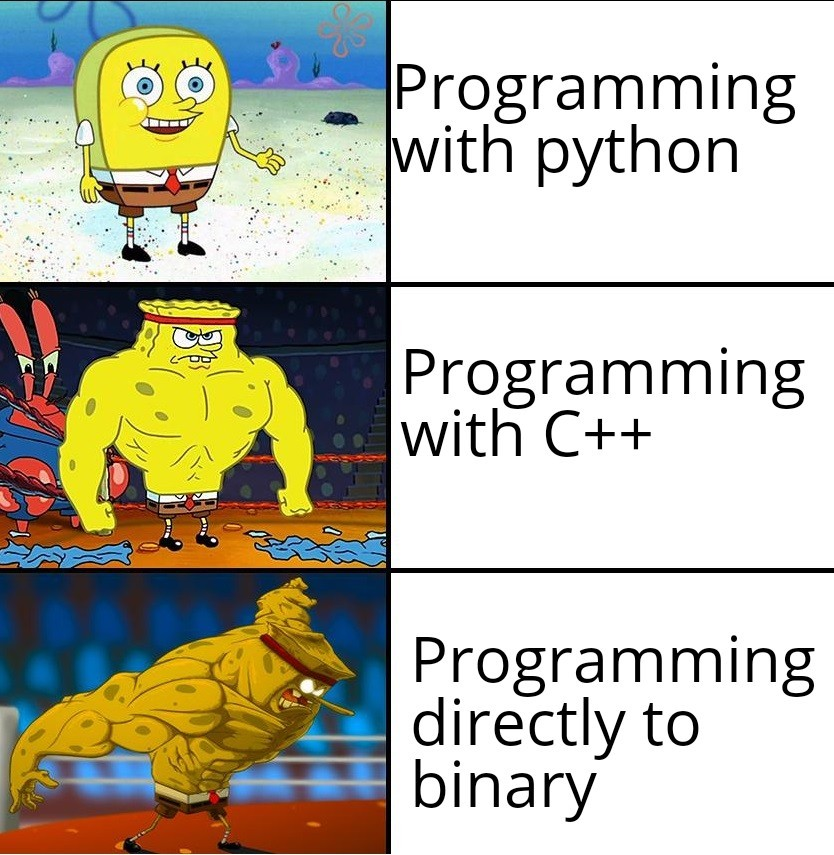 Programming
with python
Programming
with C++
Programming
directly to
binary